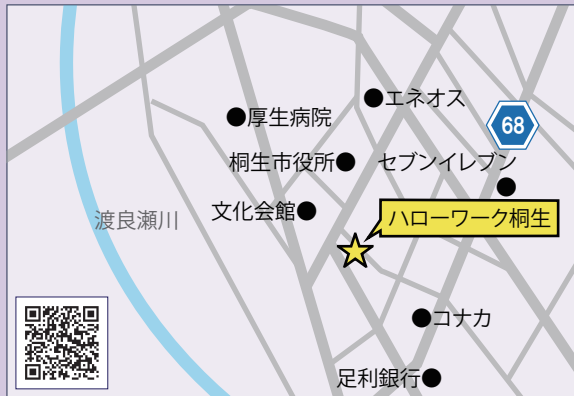 エネオス
厚生病院
68
桐生市役所
セブンイレブン
文化会館
渡良瀬川
ハローワーク桐生
コナカ
足利銀行